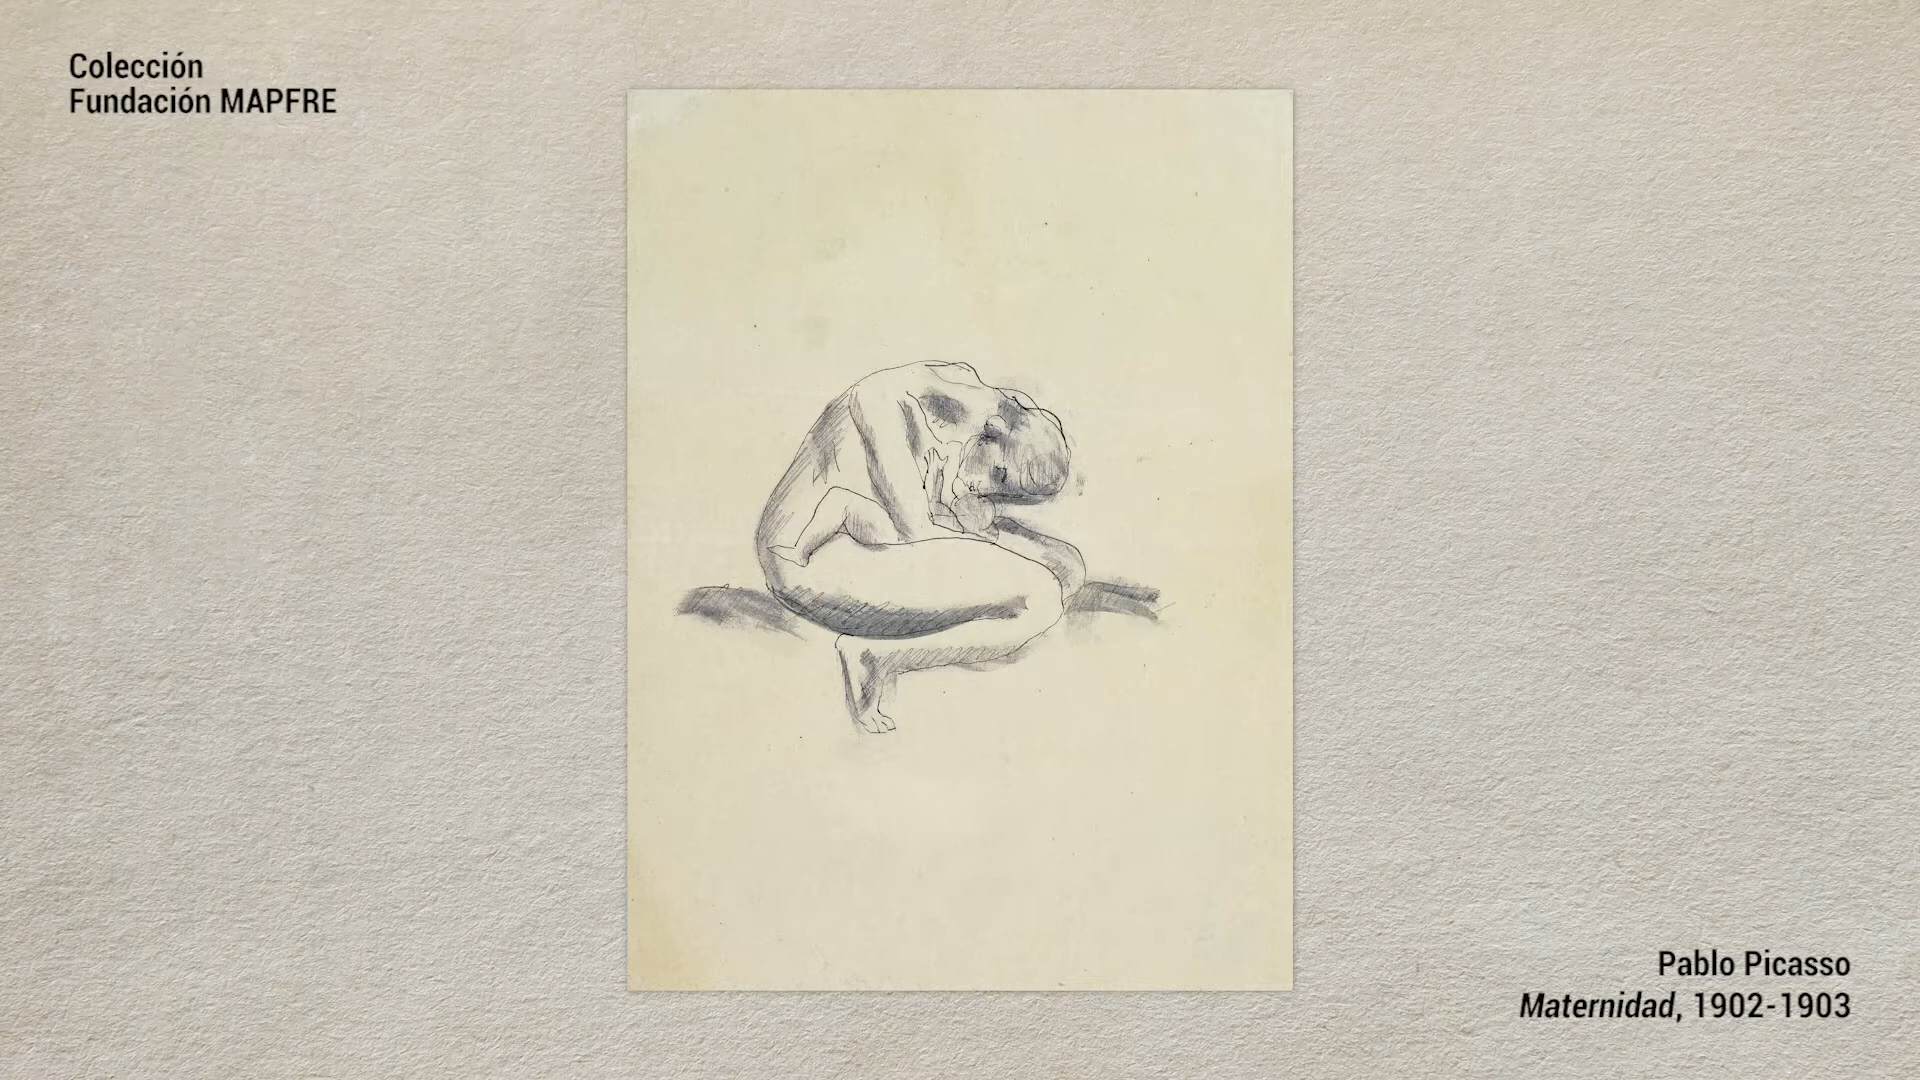 Colección
Fundación MAPFRE
Pablo Picasso
Maternidad, 1902-1903